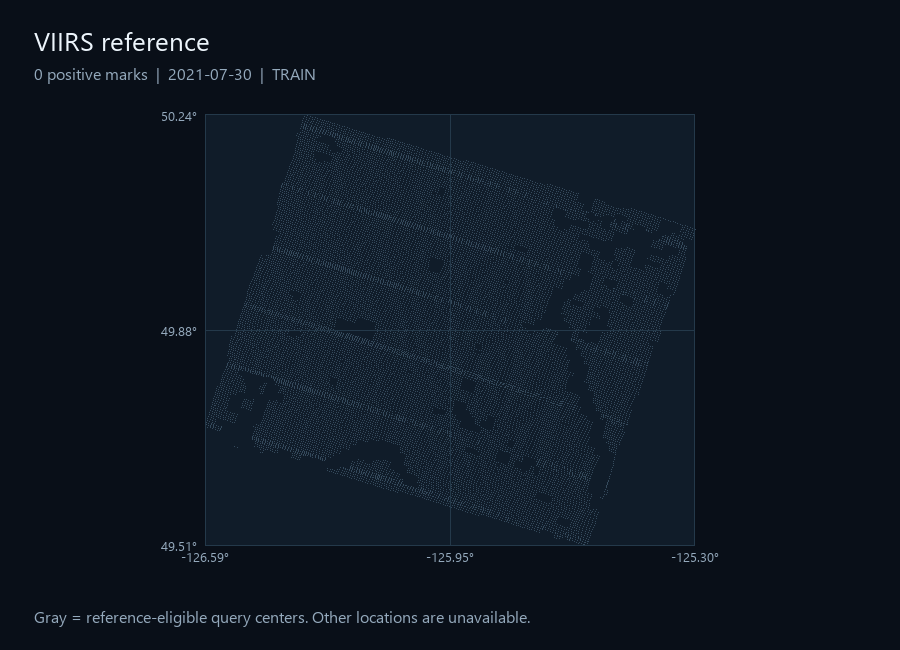 VIIRS reference
0 positive marks | 2021-07-30 | TRAIN
50.24°
49.88°
49.51°
-126.59°
-125.95°
-125.30°
Gray = reference-eligible query centers. Other locations are unavailable.